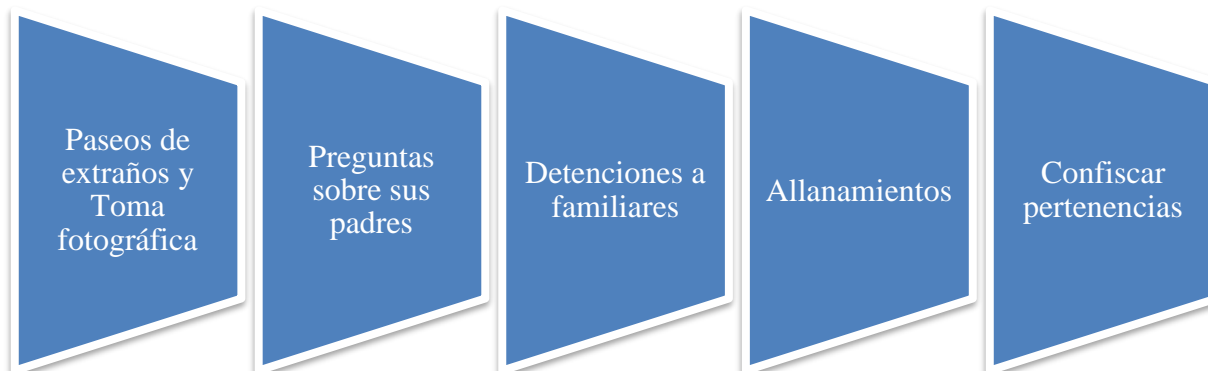 Paseos de
extraños y
Toma
fotográfica
Preguntas
sobre sus
padres
Detenciones a
familiares
Allanamientos
Confiscar
pertenencias